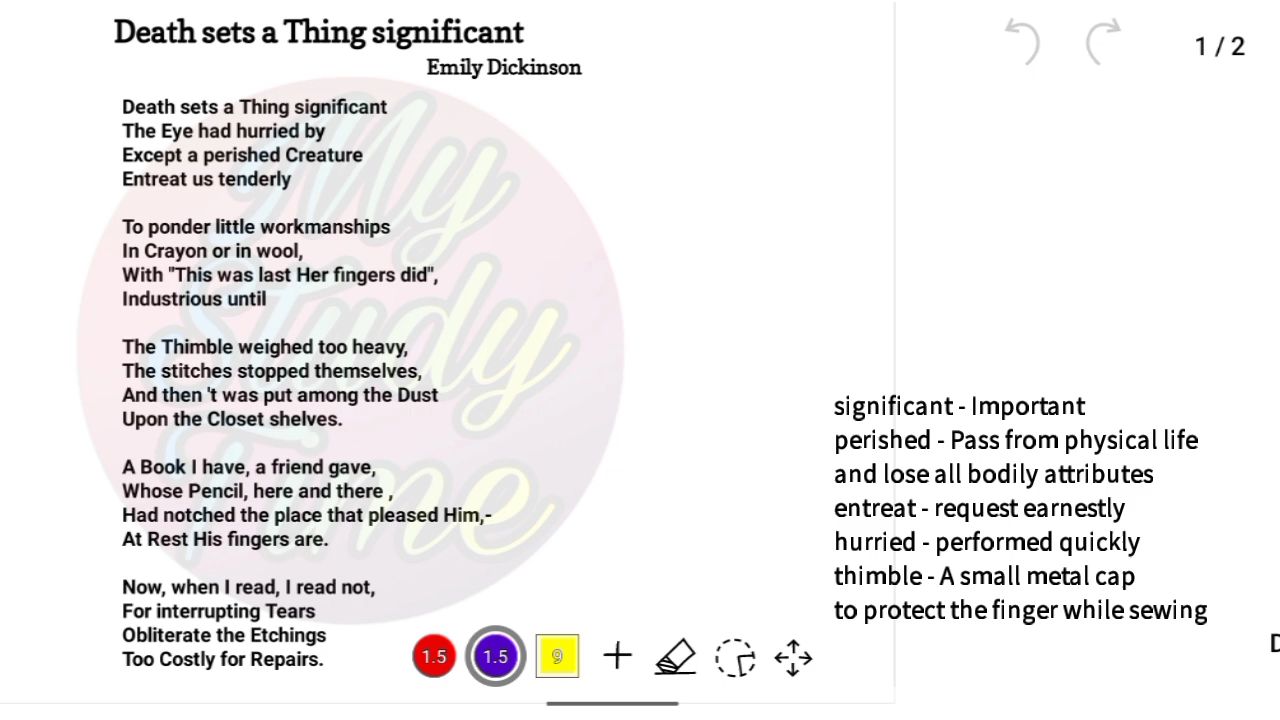 Death sets a Thing significant
Emily Dickinson
Death sets a Thing significant
The Eye had hurried by
Except a perished Creature
Entreat us tenderly
To ponder little workmanships
In Crayon or in wool,
With "This was last Her fingers did",
Industrious until
The Thimble weighed too heavy,
The stitches stopped themselves,
And then 't was put among the Dust
Upon the Closet shelves.
A Book I have, a friend gave,
Whose Pencil, here and there ,
Had notched the place that pleased Him,-
At Rest His fingers are.
Now, when I read, I read not,
For interrupting Tears
Obliterate the Etchings
Too Costly for Repairs.
My
Study
Time
1 / 2
significant - Important
perished - Pass from physical life
and lose all bodily attributes
entreat - request earnestly
hurried - performed quickly
thimble - A small metal cap
to protect the finger while sewing
1.5
1.5
9